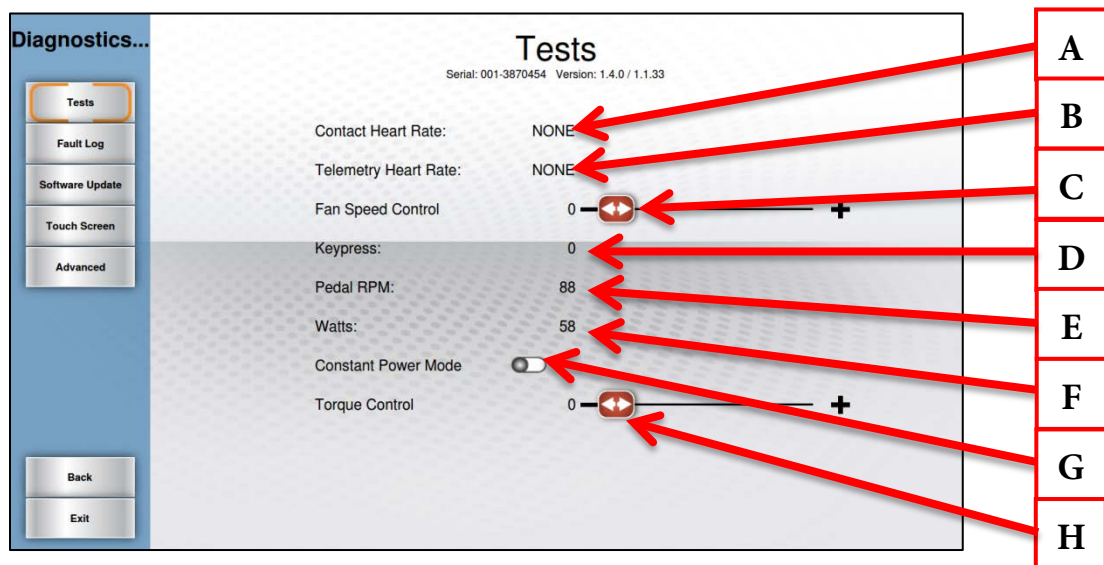 Diagnostics...
Tests
Fault Log
Software Update
Touch Screen
Advanced
Back
Exit
Tests
Serial: 001-3870454 Version: 1.4.0 / 1.1.33
Contact Heart Rate: NONE
Telemetry Heart Rate: NONE
Fan Speed Control 0
Keypress: 0
Pedal RPM: 88
Watts: 58
Constant Power Mode
Torque Control 0
A
B
C
D
E
F
G
H